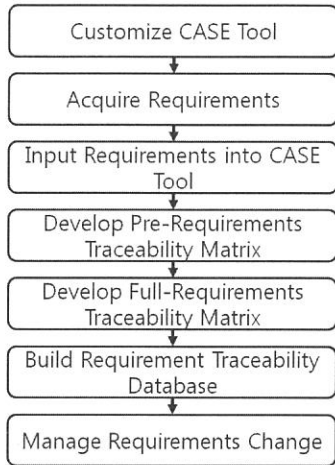 Customize CASE Tool
Acquire Requirements
Input Requirements into CASE
Tool
Develop Pre-Requirements
Traceability Matrix
Develop Full-Requirements
Traceability Matrix
Build Requirement Traceability
Database
Manage Requirements Change